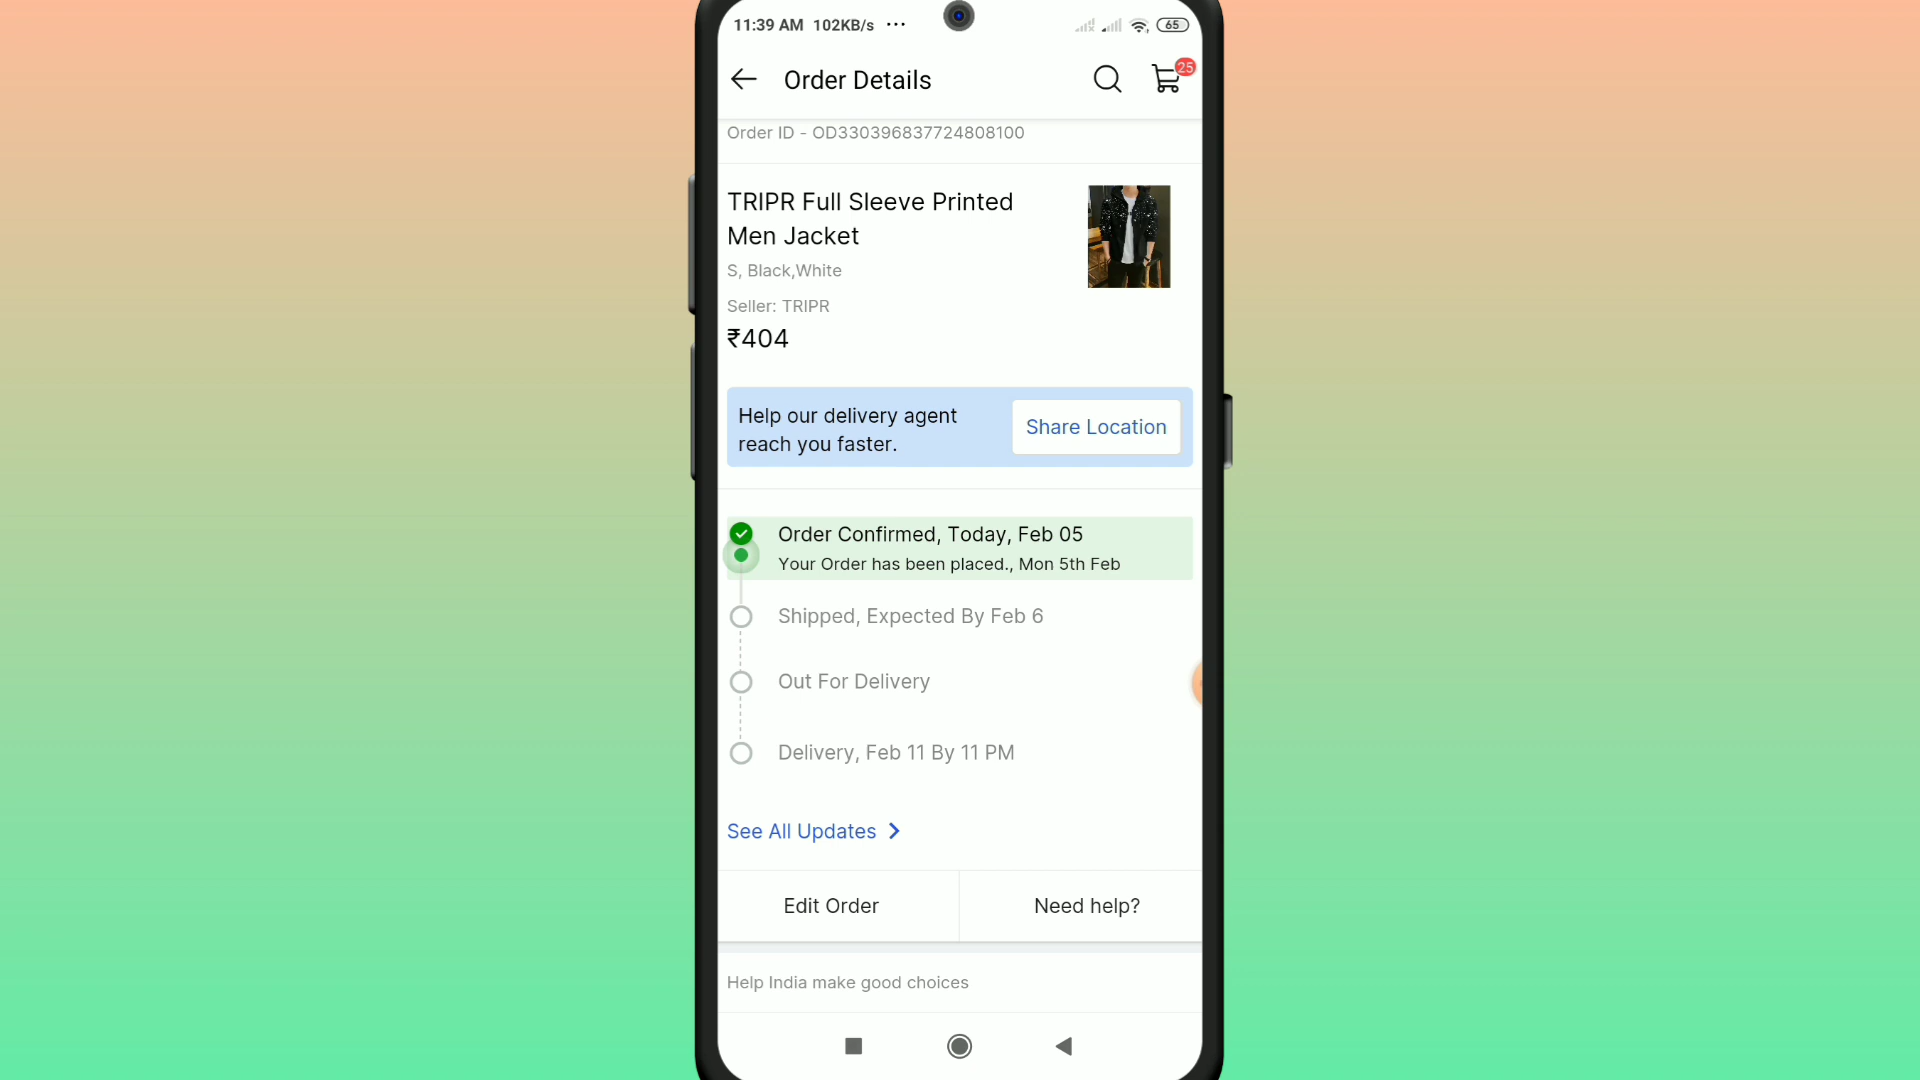 11:39 AM 102KB/s ...
65
Order Details
25
Order ID - OD330396837724808100
TRIPR Full Sleeve Printed
Men Jacket
S, Black,White
Seller: TRIPR
₹404
Help our delivery agent
reach you faster.
Share Location
Order Confirmed, Today, Feb 05
Your Order has been placed., Mon 5th Feb
Shipped, Expected By Feb 6
Out For Delivery
Delivery, Feb 11 By 11 PM
See All Updates
Edit Order
Need help?
Help India make good choices